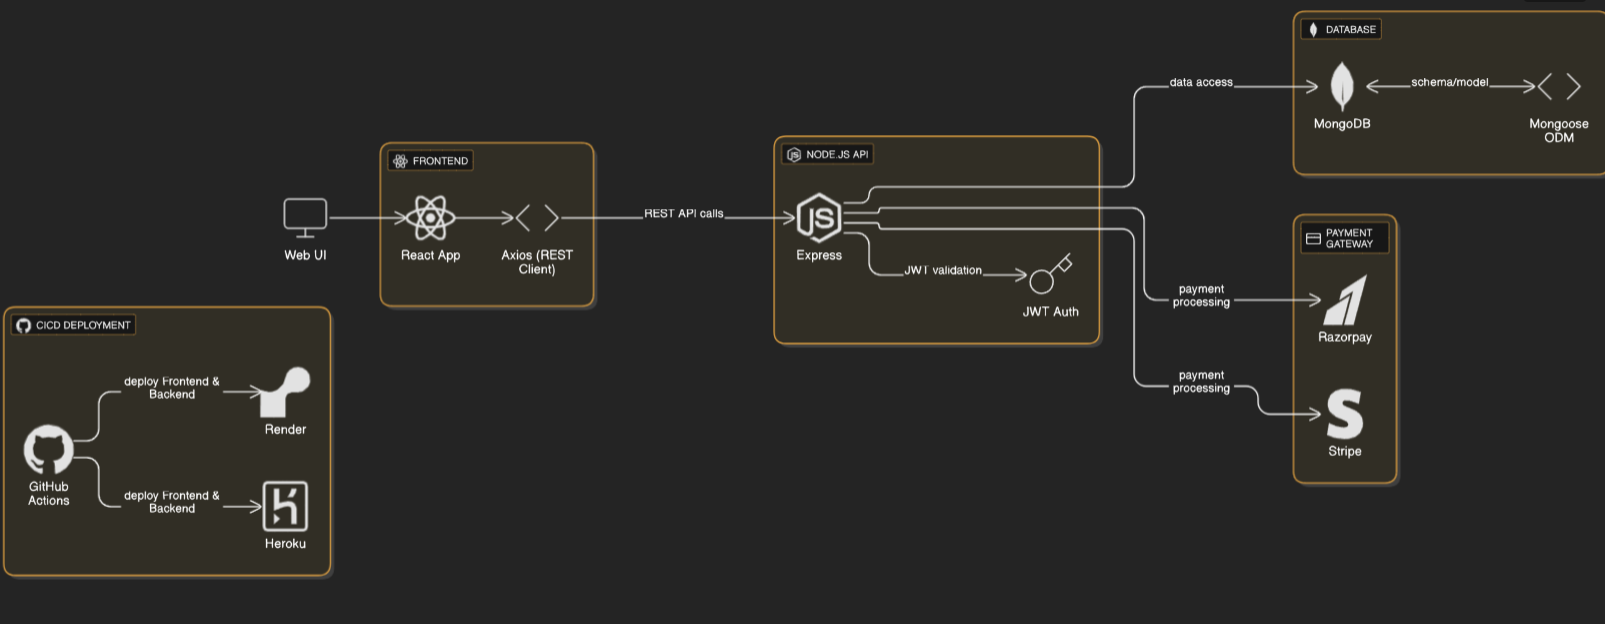 DATABASE
data access
schema/model
MongoDB
Mongoose
ODM
FRONTEND
NODE.JS API
JS
REST API calls
Web UI
React App
Axios (REST
Client)
Express
JWT validation
JWT Auth
PAYMENT
GATEWAY
payment
processing
Razorpay
payment
processing
S
Stripe
CICD DEPLOYMENT
deploy Frontend &
Backend
Render
GitHub
Actions
deploy Frontend &
Backend
Heroku